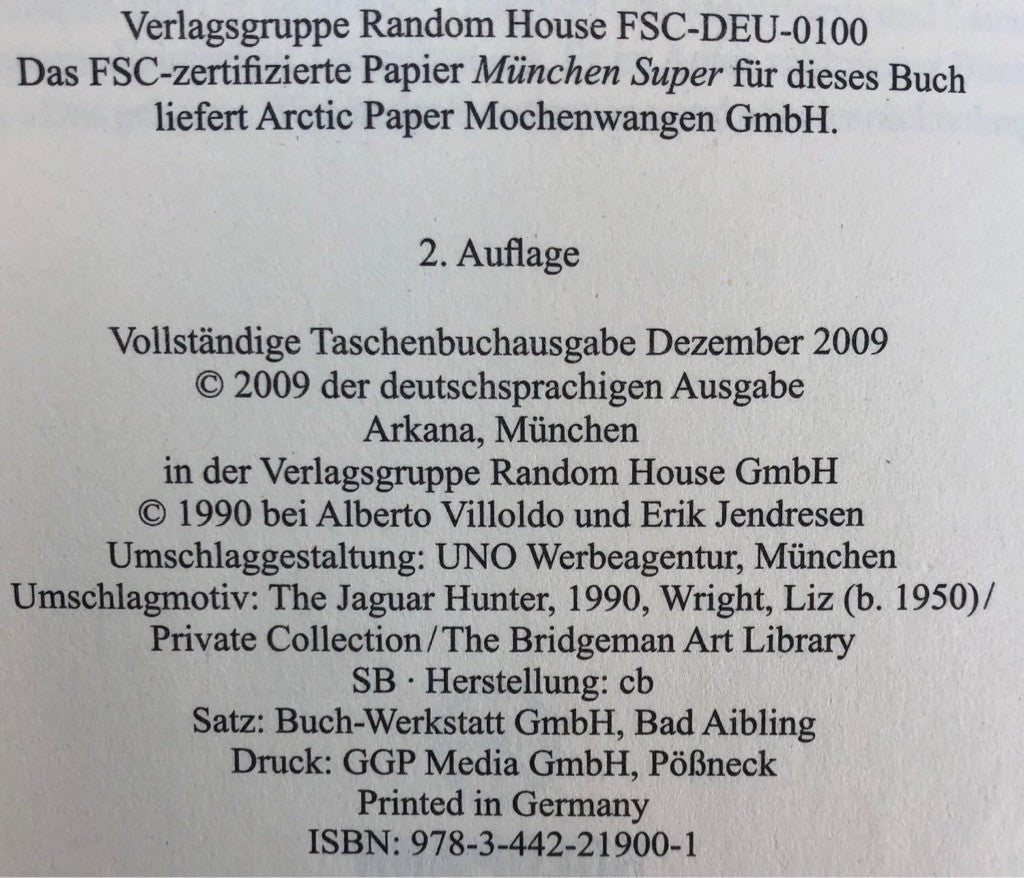 Verlagsgruppe Random House FSC-DEU-0100
Das FSC-zertifizierte Papier München Super für dieses Buch
liefert Arctic Paper Mochenwangen GmbH.
2. Auflage
Vollständige Taschenbuchausgabe Dezember 2009
© 2009 der deutschsprachigen Ausgabe
Arkana, München
in der Verlagsgruppe Random House GmbH
© 1990 bei Alberto Villoldo und Erik Jendresen
Umschlaggestaltung: UNO Werbeagentur, München
Umschlagmotiv: The Jaguar Hunter, 1990, Wright, Liz (b. 1950)/
Private Collection/The Bridgeman Art Library
SB · Herstellung: cb
Satz: Buch-Werkstatt GmbH, Bad Aibling
Druck: GGP Media GmbH, Pößneck
Printed in Germany
ISBN: 978-3-442-21900-1